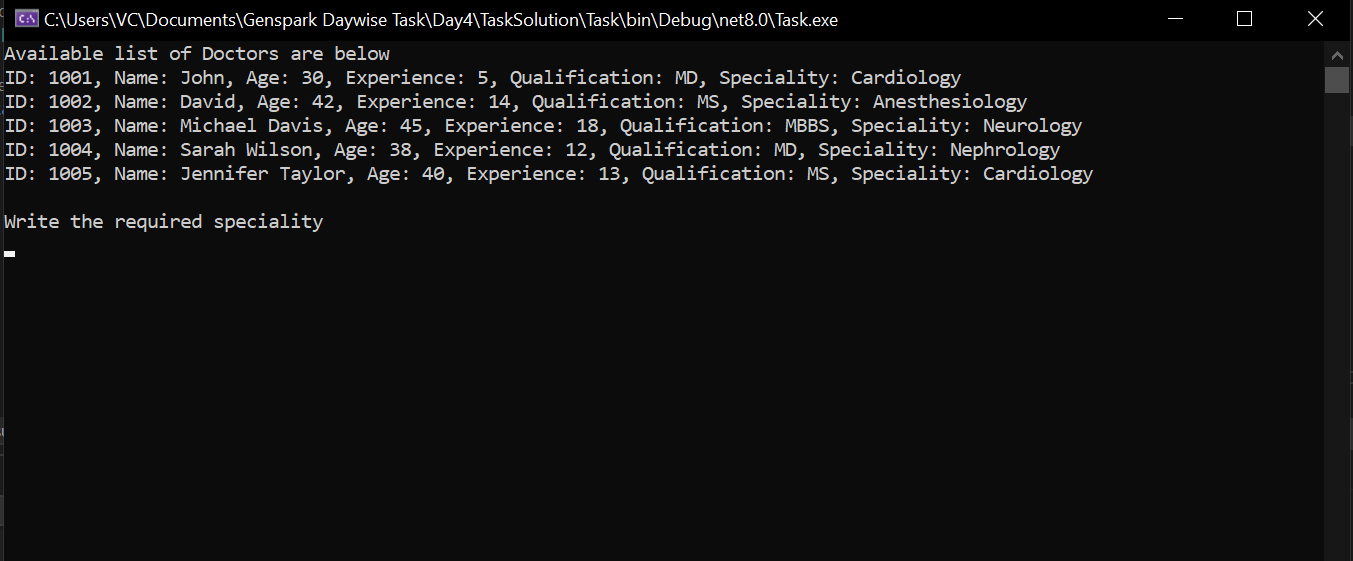 C:\Users\VC\Documents\Genspark Daywise Task\Day4\TaskSolution\Task\bin\Debug\net8.0\Task.exe
Available list of Doctors are below
ID: 1001, Name: John, Age: 30, Experience: 5, Qualification: MD, Speciality: Cardiology
ID: 1002, Name: David, Age: 42, Experience: 14, Qualification: MS, Speciality: Anesthesiology
ID: 1003, Name: Michael Davis, Age: 45, Experience: 18, Qualification: MBBS, Speciality: Neurology
ID: 1004, Name: Sarah Wilson, Age: 38, Experience: 12, Qualification: MD, Speciality: Nephrology
ID: 1005, Name: Jennifer Taylor, Age: 40, Experience: 13, Qualification: MS, Speciality: Cardiology
Write the required speciality